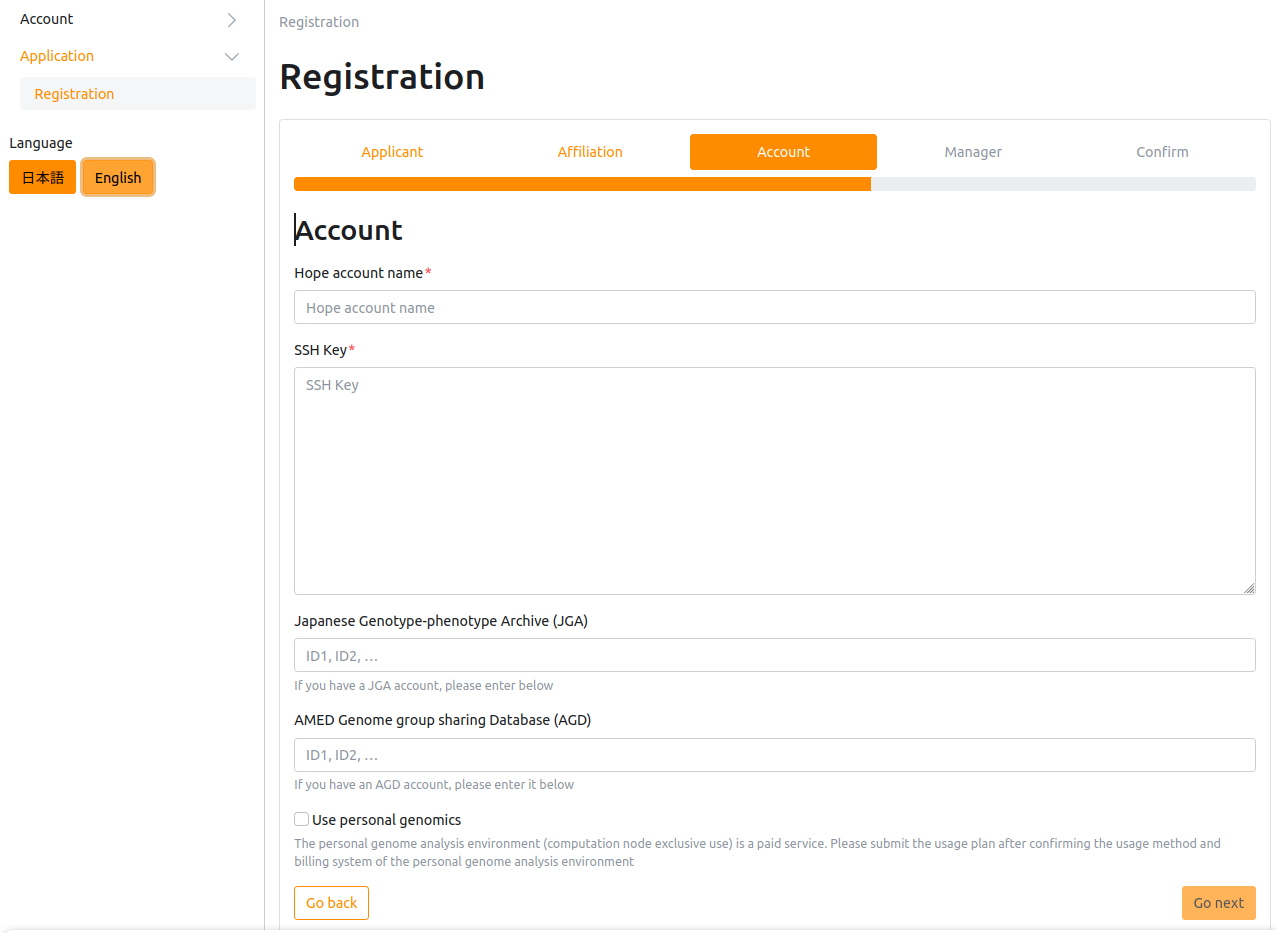 Account
Application
Registration
Language
日本語 English
Registration
Registration
Applicant Affiliation Account Manager Confirm
Account
Hope account name*
Hope account name
SSH Key*
SSH Key
Japanese Genotype-phenotype Archive (JGA)
ID1, ID2, …
If you have a JGA account, please enter below
AMED Genome group sharing Database (AGD)
ID1, ID2, …
If you have an AGD account, please enter it below
Use personal genomics
The personal genome analysis environment (computation node exclusive use) is a paid service. Please submit the usage plan after confirming the usage method and
billing system of the personal genome analysis environment
Go back Go next